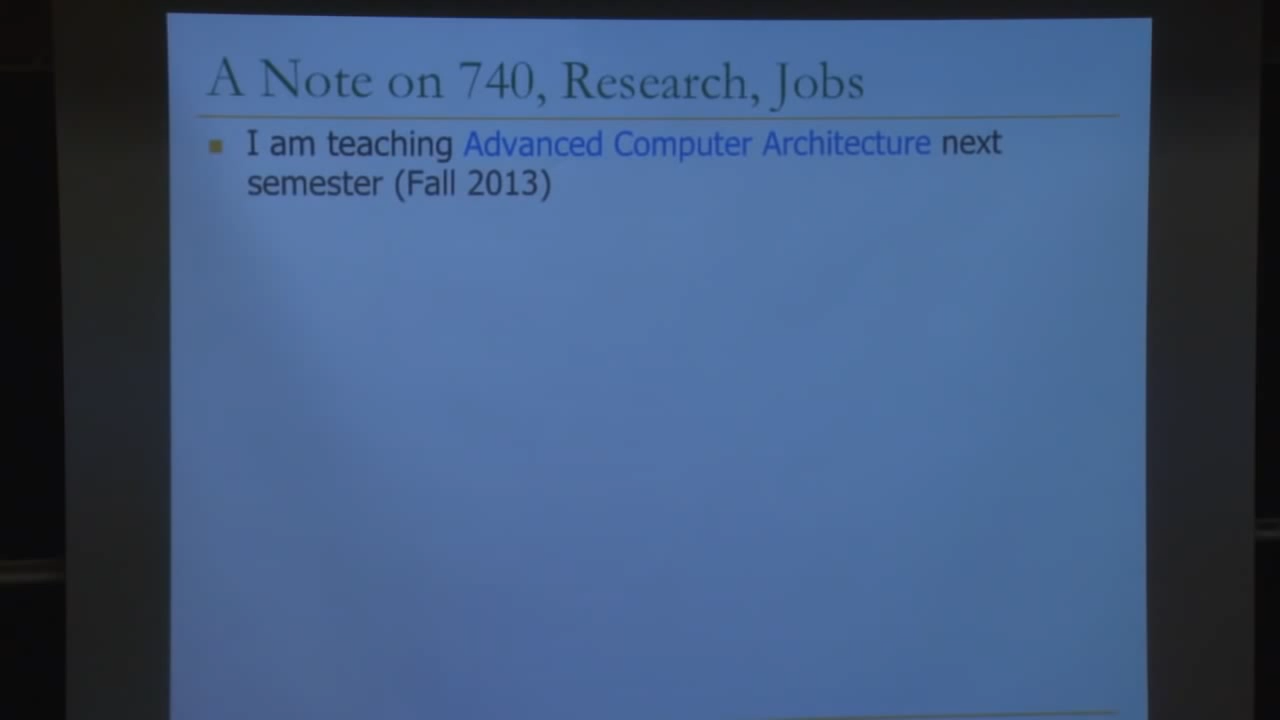 A Note on 740, Research, Jobs
I am teaching Advanced Computer Architecture next
semester (Fall 2013)